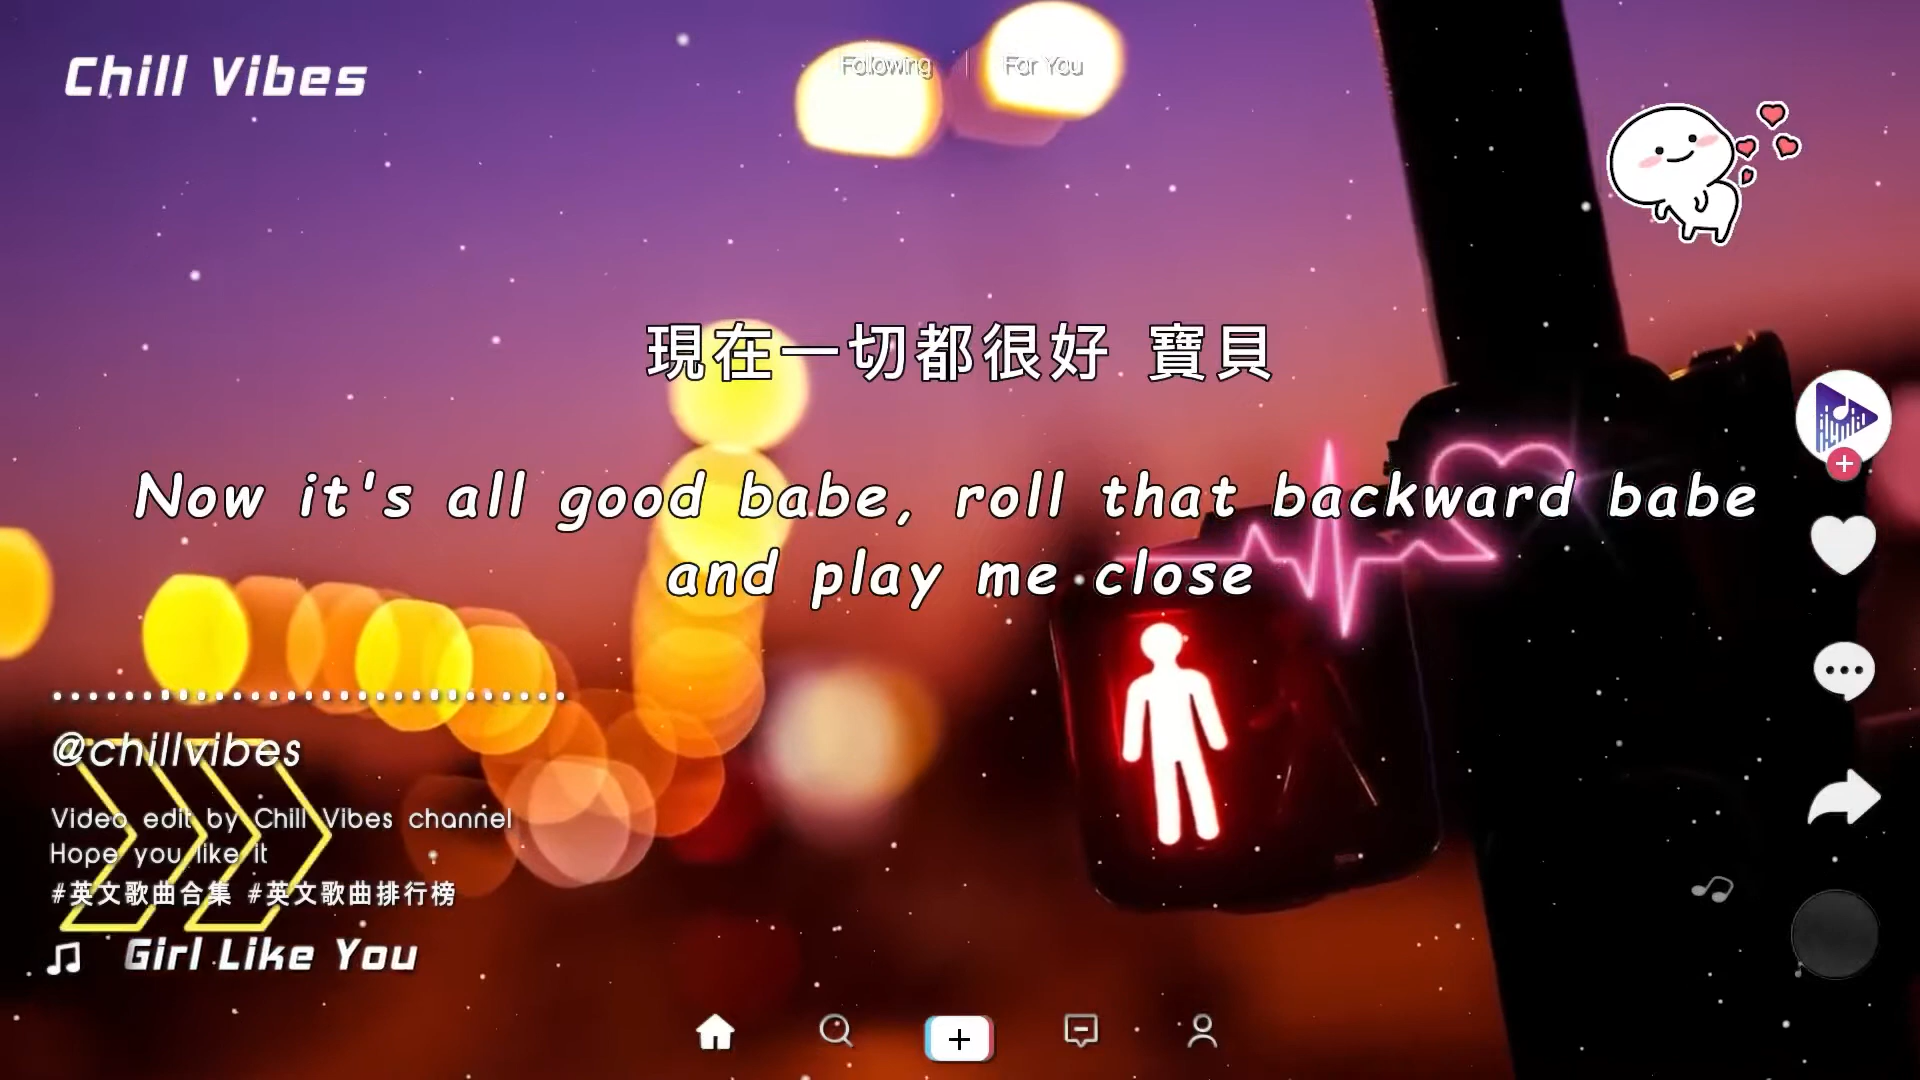 Chill Vibes
Following | For You
現在一切都很好 寶貝
Now it's all good babe, roll that backward babe
and play me close
@chillvibes
Video edit by Chill Vibes channel
Hope you like it
#英文歌曲合集 #英文歌曲排行榜
Girl Like You